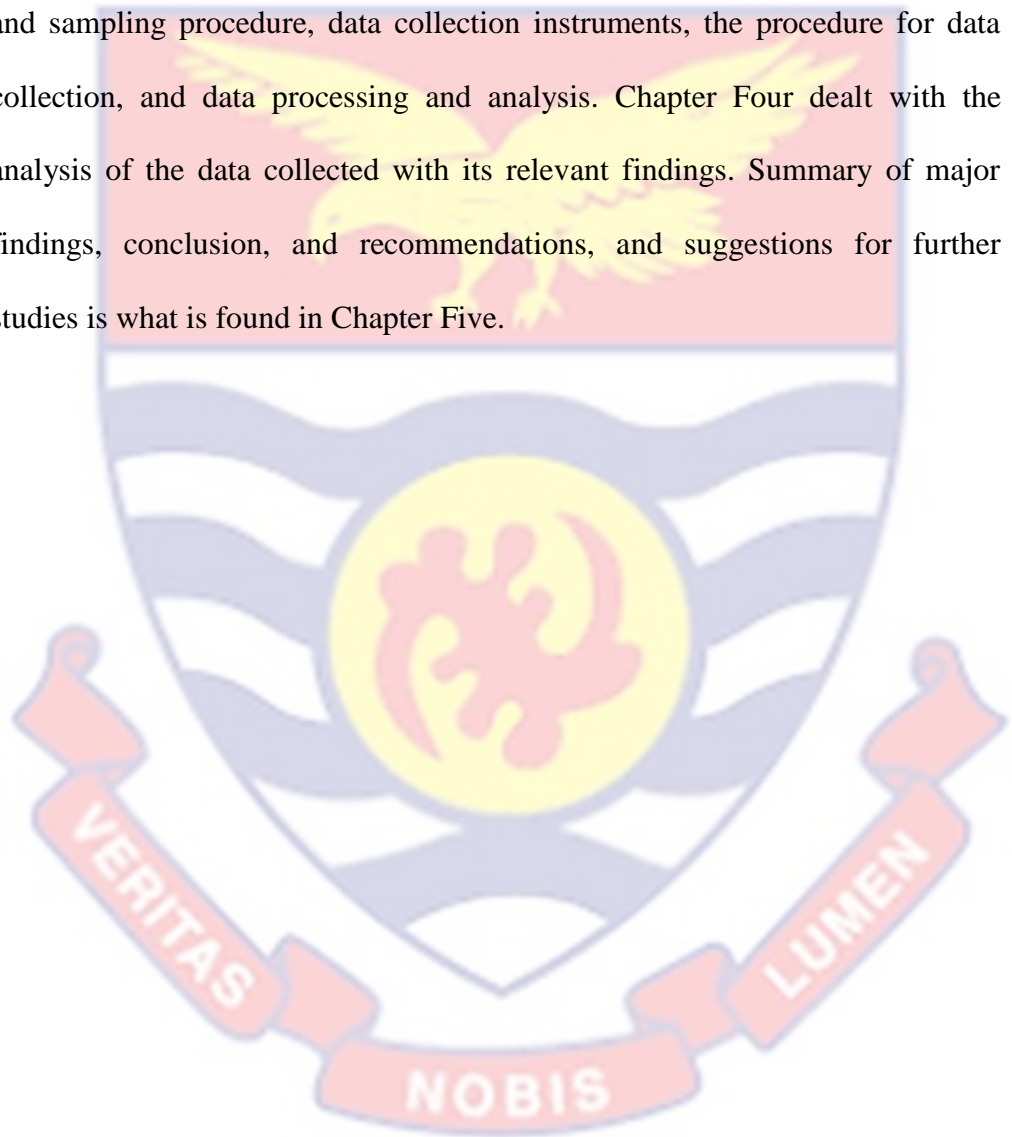 and sampling procedure, data collection instruments, the procedure for data
collection, and data processing and analysis. Chapter Four dealt with the
analysis of the data collected with its relevant findings. Summary of major
findings, conclusion, and recommendations, and suggestions for further
studies is what is found in Chapter Five.
VERITAS
NOBIS
LUMEN